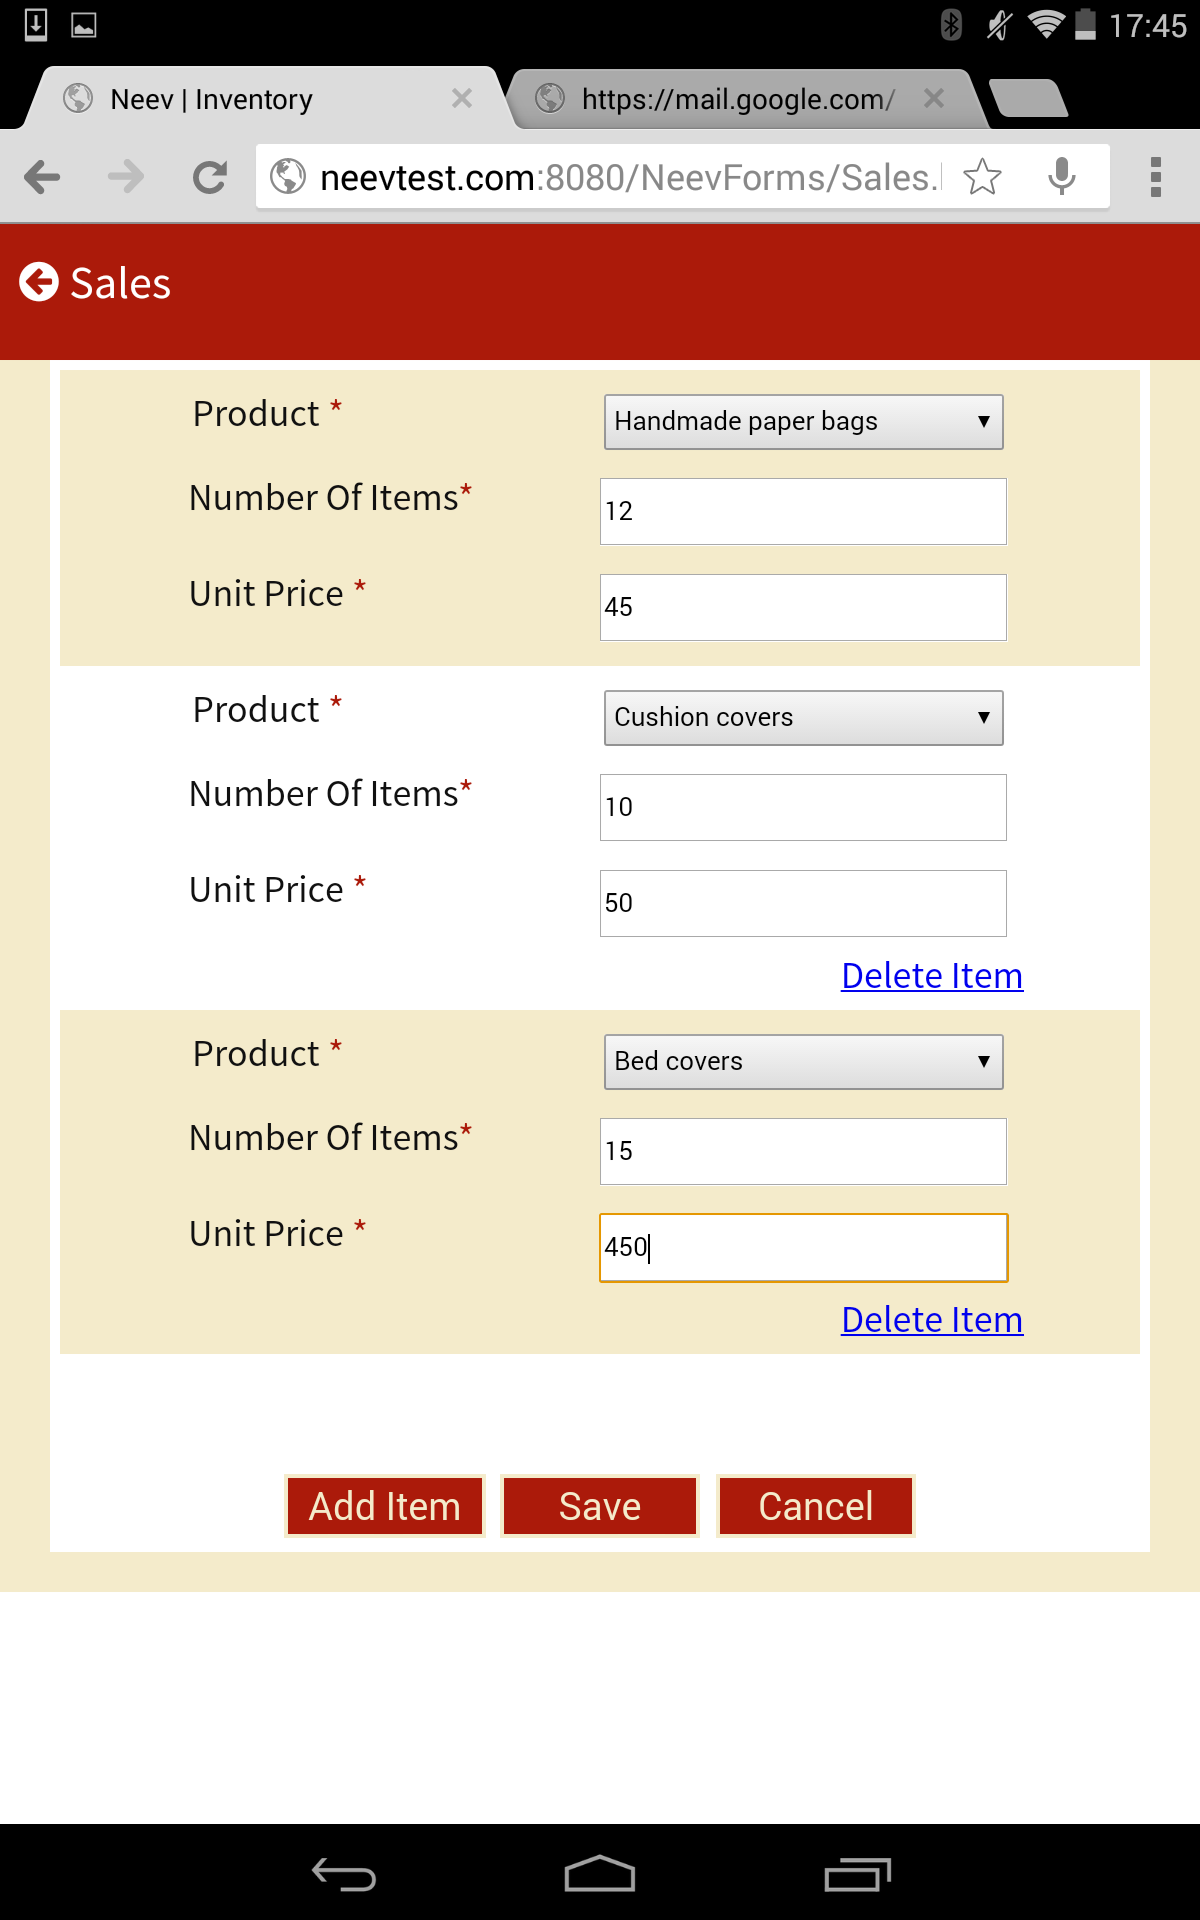 17:45
Neev | Inventory
https://mail.google.com/
neevtest.com:8080/NeevForms/Sales.
Sales
Product *
Handmade paper bags
Number Of Items*
12
Unit Price *
45
Product *
Cushion covers
Number Of Items*
10
Unit Price *
50
Delete Item
Product *
Bed covers
Number Of Items*
15
Unit Price *
450
Delete Item
Add Item
Save
Cancel